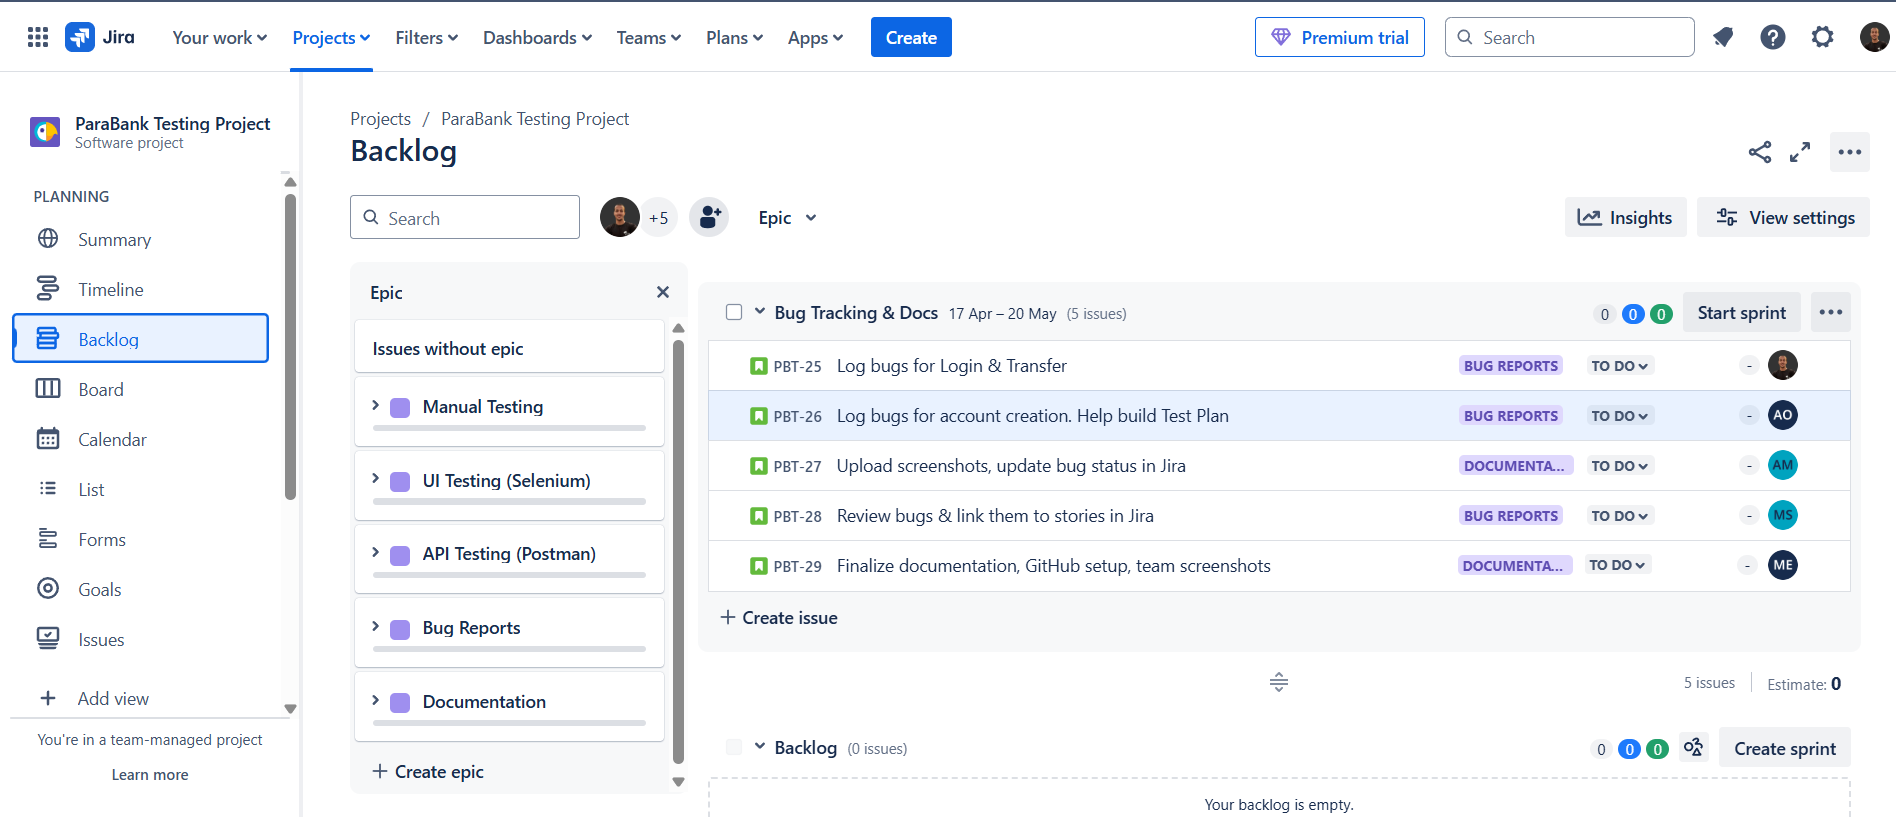 Jira
Your work
Projects
Filters
Dashboards
Teams
Plans
Apps
Create
Premium trial
Search
ParaBank Testing Project
Software project
PLANNING
Summary
Timeline
Backlog
Board
Calendar
List
Forms
Goals
Issues
Add view
You're in a team-managed project
Learn more
Projects / ParaBank Testing Project
Backlog
Search
+5
Epic
Insights
View settings
Epic
Issues without epic
Manual Testing
UI Testing (Selenium)
API Testing (Postman)
Bug Reports
Documentation
Create epic
Bug Tracking & Docs 17 Apr – 20 May (5 issues) 0 0 0 Start sprint
PBT-25 Log bugs for Login & Transfer BUG REPORTS TO DO -
PBT-26 Log bugs for account creation. Help build Test Plan BUG REPORTS TO DO - AO
PBT-27 Upload screenshots, update bug status in Jira DOCUMENTA... TO DO - AM
PBT-28 Review bugs & link them to stories in Jira BUG REPORTS TO DO - MS
PBT-29 Finalize documentation, GitHub setup, team screenshots DOCUMENTA... TO DO - ME
Create issue
5 issues Estimate: 0
Backlog (0 issues) 0 0 0 Create sprint
Your backlog is empty.